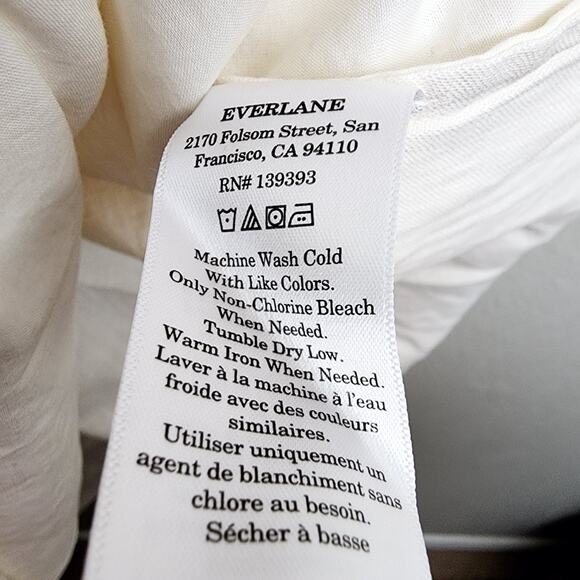 EVERLANE
2170 Folsom Street, San
Francisco, CA 94110
RN# 139393
Machine Wash Cold
With Like Colors.
Only Non-Chlorine Bleach
When Needed.
Tumble Dry Low.
Warm Iron When Needed.
Laver à la machine à l'eau
froide avec des couleurs
similaires.
Utiliser uniquement un
agent de blanchiment sans
chlore au besoin.
Sécher à basse